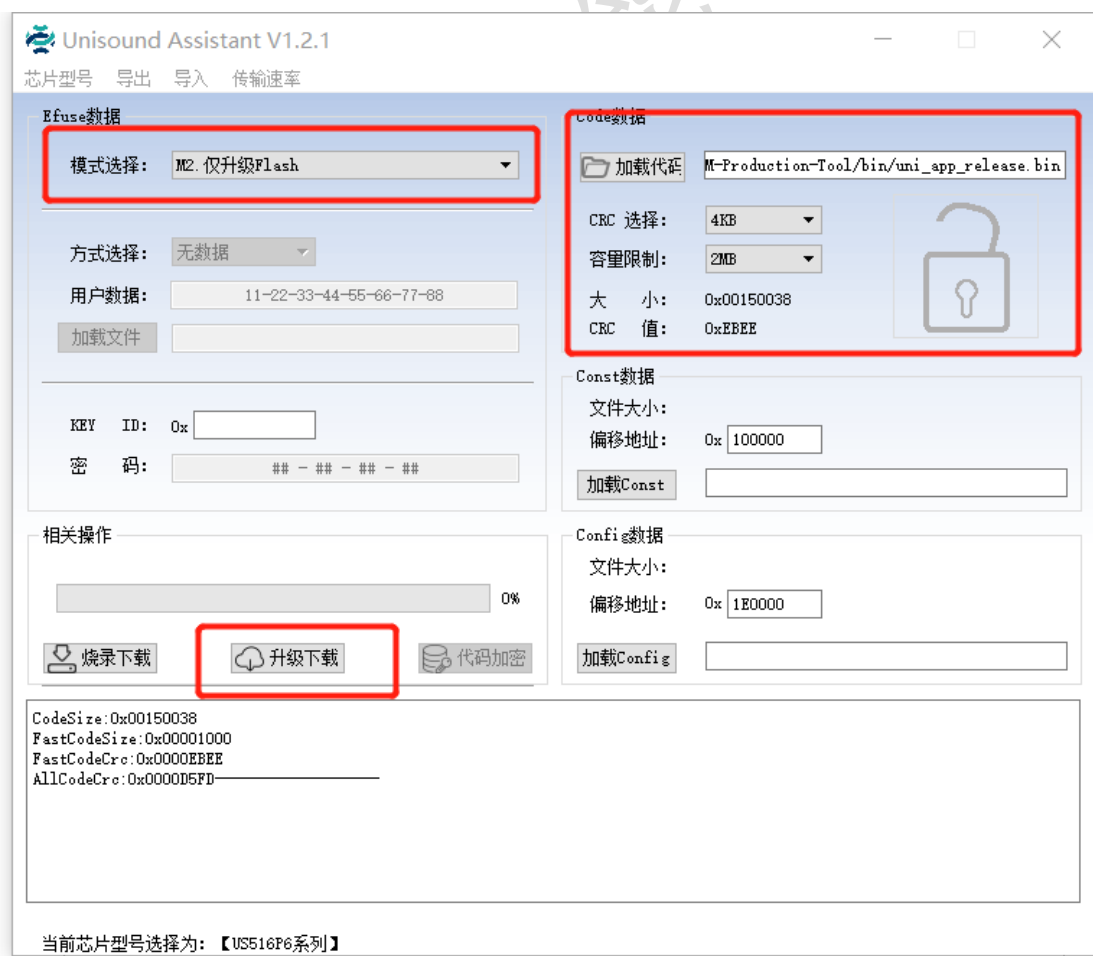 Unisound Assistant V1.2.1
芯片型号 导出 导入 传输速率
Efuse数据
模式选择: M2.仅升级Flash
方式选择: 无数据
用户数据: 11-22-33-44-55-66-77-88
加载文件
KEY ID: 0x
密 码: ## - ## - ## - ##
Code数据
加载代码 M-Production-Tool/bin/uni_app_release.bin
CRC 选择: 4KB
容量限制: 2MB
大 小: 0x00150038
CRC 值: 0xEBEE
Const数据
文件大小:
偏移地址: 0x 100000
加载Const
相关操作
0%
烧录下载 升级下载 代码加密
Config数据
文件大小:
偏移地址: 0x 1E0000
加载Config
CodeSize:0x00150038
FastCodeSize:0x00001000
FastCodeCrc:0x0000EBEE
AllCodeCrc:0x0000D5FD
当前芯片型号选择为:【US516P6系列】